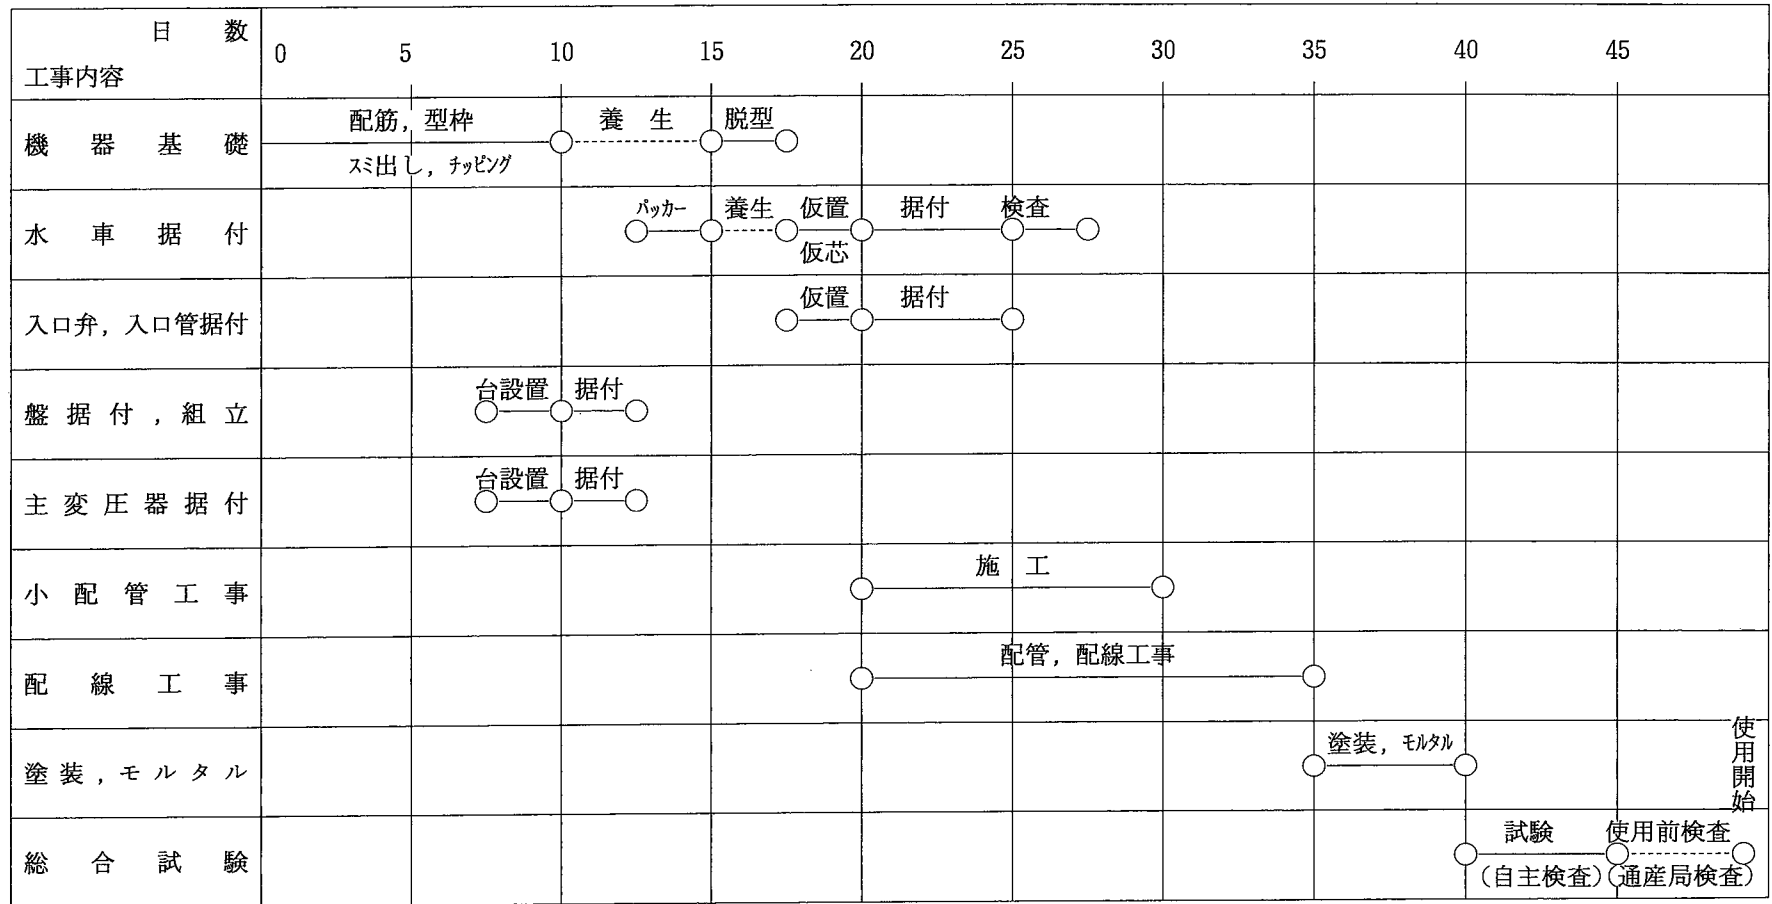 日 数
工事内容
0 5 10 15 20 25 30 35 40 45
機器基礎
配筋，型枠
スミ出し，チッピング
養生
脱型
水車据付
パッカー
養生
仮置
仮芯
据付
検査
入口弁，入口管据付
仮置
据付
盤据付，組立
台設置
据付
主変圧器据付
台設置
据付
小配管工事
施工
配線工事
配管，配線工事
塗装，モルタル
塗装，モルタル
使用開始
総合試験
試験
（自主検査）
使用前検査
（通産局検査）